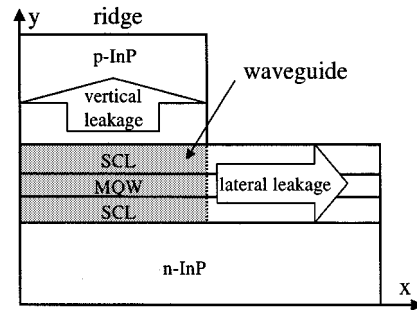 y
ridge
p-InP
waveguide
vertical
leakage
SCL
MQW
lateral leakage
SCL
n-InP
x